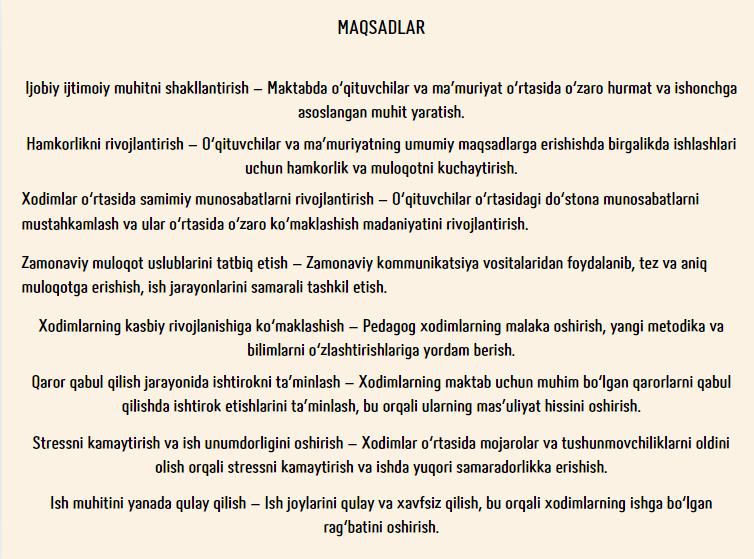 MAQSADLAR
Ijobiy ijtimoiy muhitni shakllantirish – Maktabda o‘qituvchilar va ma’muriyat o‘rtasida o‘zaro hurmat va ishonchga
asoslangan muhit yaratish.
Hamkorlikni rivojlantirish – O‘qituvchilar va ma’muriyatning umumiy maqsadlarga erishishda birgalikda ishlashlari
uchun hamkorlik va muloqotni kuchaytirish.
Xodimlar o‘rtasida samimiy munosabatlarni rivojlantirish – O‘qituvchilar o‘rtasidagi do‘stona munosabatlarni
mustahkamlash va ular o‘rtasida o‘zaro ko‘maklashish madaniyatini rivojlantirish.
Zamonaviy muloqot uslublarini tatbiq etish – Zamonaviy kommunikatsiya vositalaridan foydalanib, tez va aniq
muloqotga erishish, ish jarayonlarini samarali tashkil etish.
Xodimlarning kasbiy rivojlanishiga ko‘maklashish – Pedagog xodimlarning malaka oshirish, yangi metodika va
bilimlarni o‘zlashtirishlariga yordam berish.
Qaror qabul qilish jarayonida ishtirokni ta’minlash – Xodimlarning maktab uchun muhim bo‘lgan qarorlarni qabul
qilishda ishtirok etishlarini ta’minlash, bu orqali ularning mas’uliyat hissini oshirish.
Stressni kamaytirish va ish unumdorligini oshirish – Xodimlar o‘rtasida mojarolar va tushunmovchiliklarni oldini
olish orqali stressni kamaytirish va ishda yuqori samaradorlikka erishish.
Ish muhitini yanada qulay qilish – Ish joylarini qulay va xavfsiz qilish, bu orqali xodimlarning ishga bo‘lgan
rag‘batini oshirish.